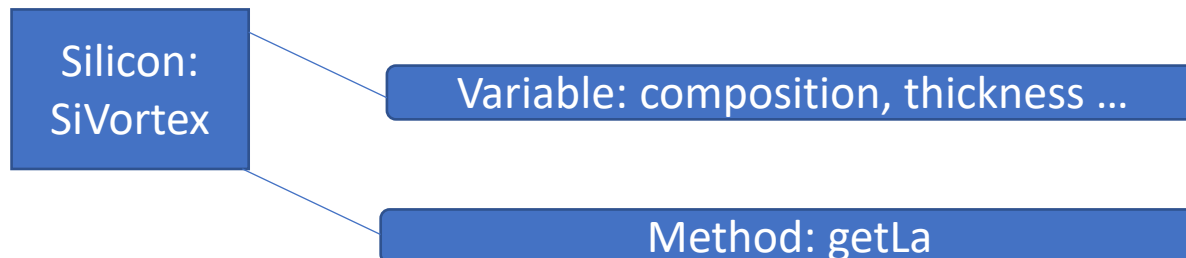 Silicon:
SiVortex
Variable: composition, thickness …
Method: getLa